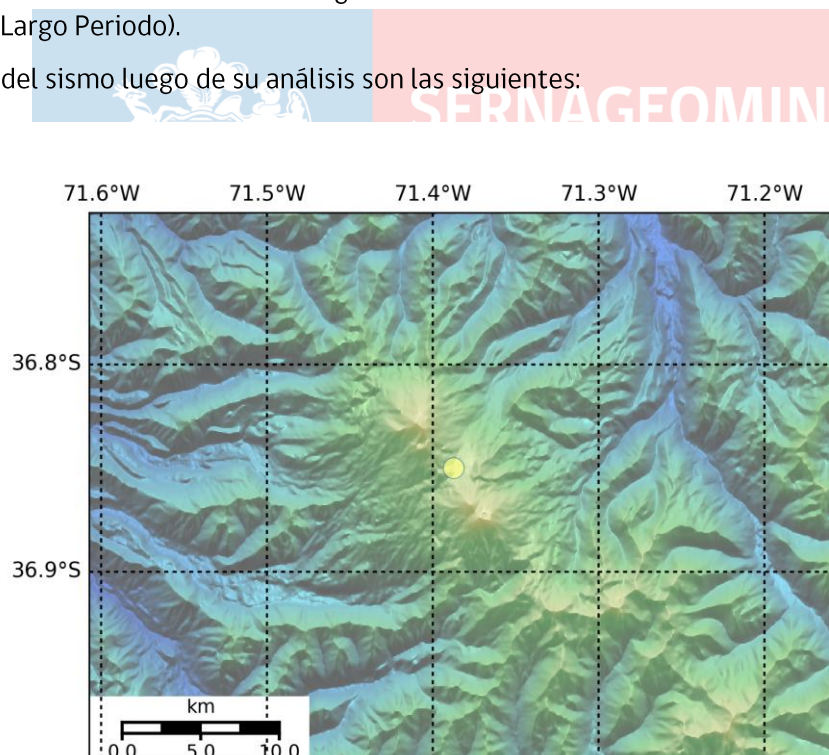 Largo Periodo).
del sismo luego de su análisis son las siguientes:
SERNAGEOMIN
71.6°W 71.5°W 71.4°W 71.3°W 71.2°W
36.8°S
36.9°S
km
0.0 5.0 10.0